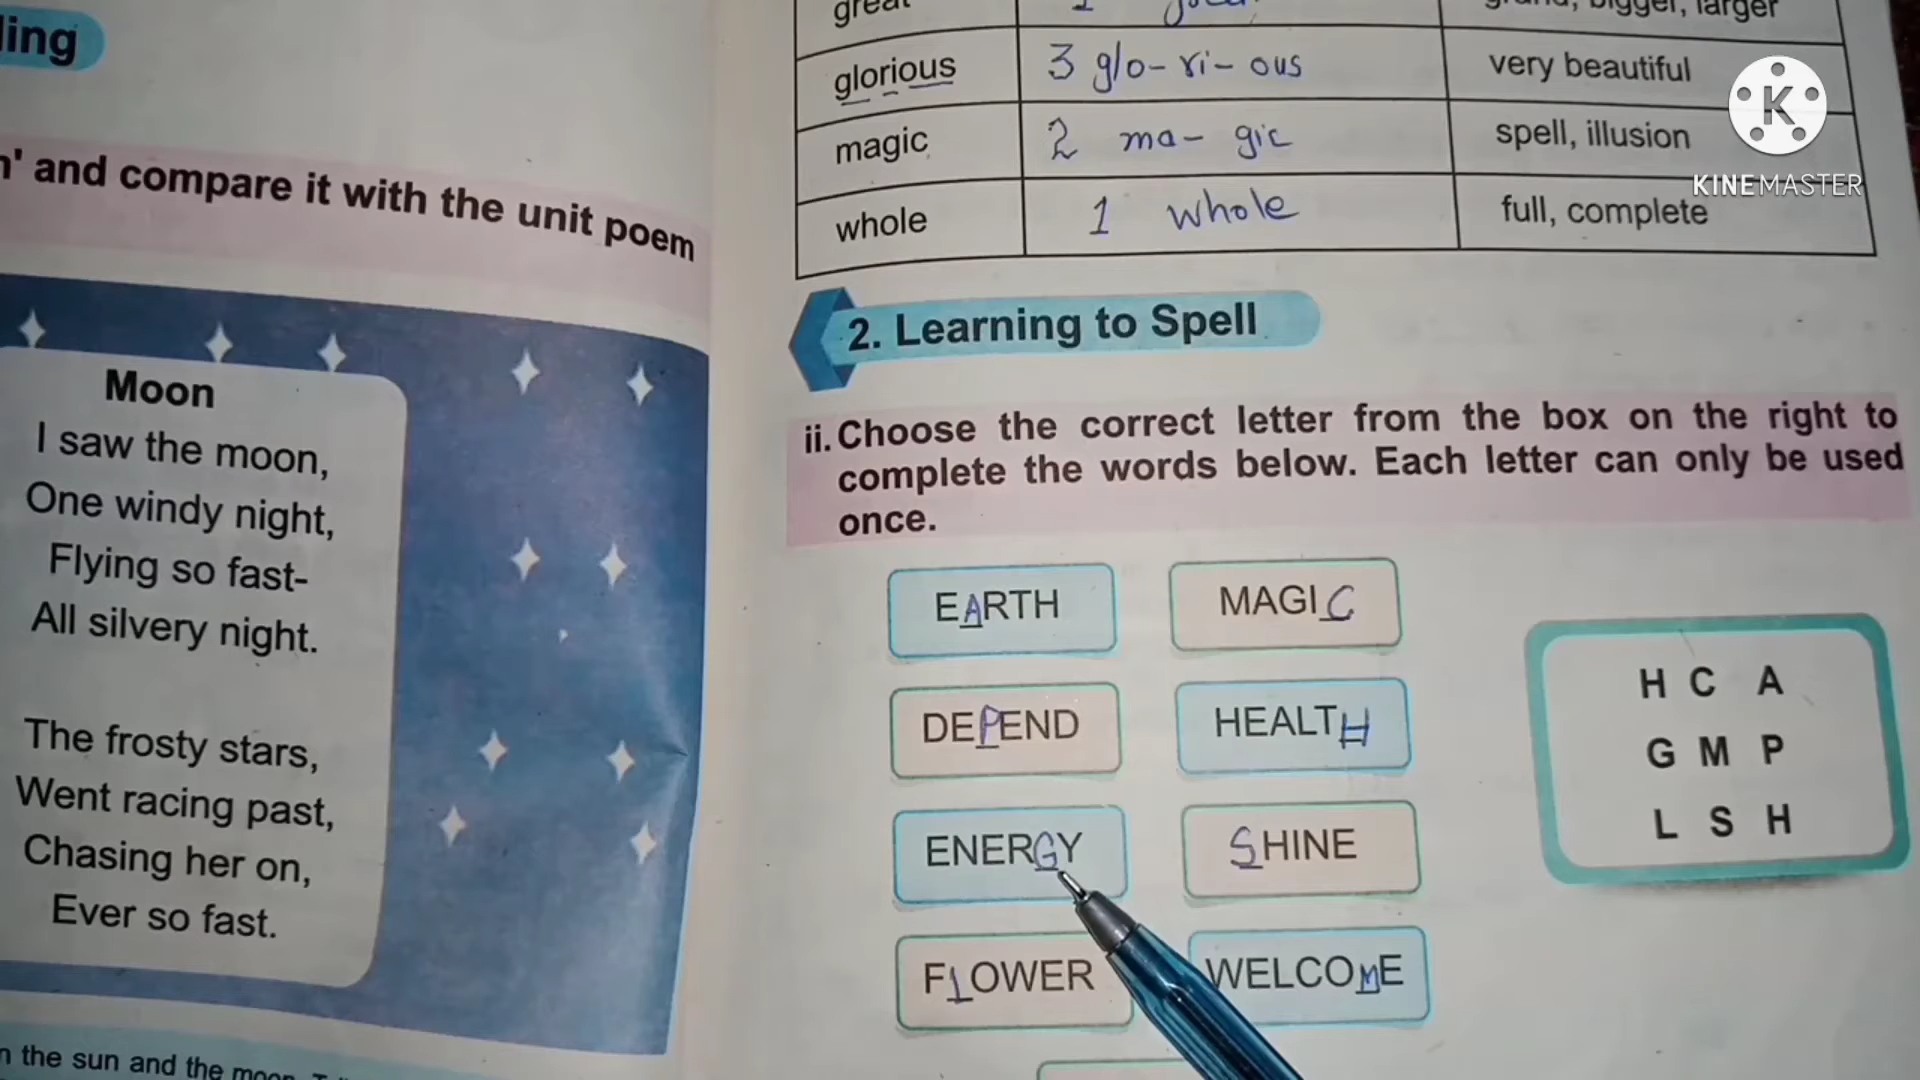 ling
and compare it with the unit poem
Moon
I saw the moon,
One windy night,
Flying so fast-
All silvery night.
The frosty stars,
Went racing past,
Chasing her on,
Ever so fast.
the sun and the moon.
great 1 bigger, larger
glorious 3 glo-ri-ous very beautiful
magic 2 ma-gic spell, illusion
whole 1 whole full, complete
KINEMASTER
2. Learning to Spell
ii. Choose the correct letter from the box on the right to
complete the words below. Each letter can only be used
once.
EARTH MAGIC
DEPEND HEALTH
ENERGY SHINE
FLOWER WELCOME
H C A
G M P
L S H